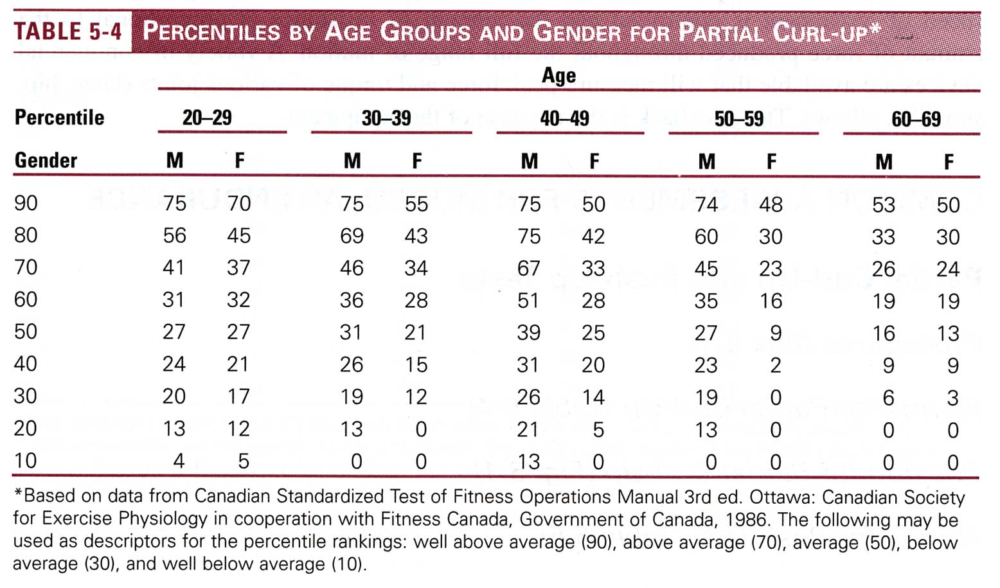 TABLE 5-4 PERCENTILES BY AGE GROUPS AND GENDER FOR PARTIAL CURL-UP*
Age
Percentile 20–29 30–39 40–49 50–59 60–69
Gender M F M F M F M F M F
90 75 70 75 55 75 50 74 48 53 50
80 56 45 69 43 75 42 60 30 33 30
70 41 37 46 34 67 33 45 23 26 24
60 31 32 36 28 51 28 35 16 19 19
50 27 27 31 21 39 25 27 9 16 13
40 24 21 26 15 31 20 23 2 9 9
30 20 17 19 12 26 14 19 0 6 3
20 13 12 13 0 21 5 13 0 0 0
10 4 5 0 0 13 0 0 0 0 0
*Based on data from Canadian Standardized Test of Fitness Operations Manual 3rd ed. Ottawa: Canadian Society
for Exercise Physiology in cooperation with Fitness Canada, Government of Canada, 1986. The following may be
used as descriptors for the percentile rankings: well above average (90), above average (70), average (50), below
average (30), and well below average (10).